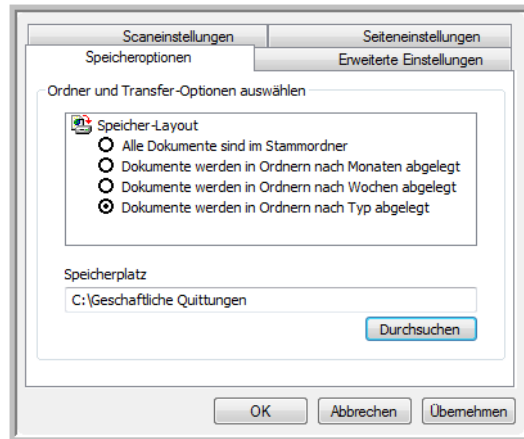 Scaneinstellungen
Seiteneinstellungen
Speicheroptionen
Erweiterte Einstellungen
Ordner und Transfer-Optionen auswählen
Speicher-Layout
Alle Dokumente sind im Stammordner
Dokumente werden in Ordnern nach Monaten abgelegt
Dokumente werden in Ordnern nach Wochen abgelegt
Dokumente werden in Ordnern nach Typ abgelegt
Speicherplatz
C:\Geschaftliche Quittungen
Durchsuchen
OK
Abbrechen
Übernehmen